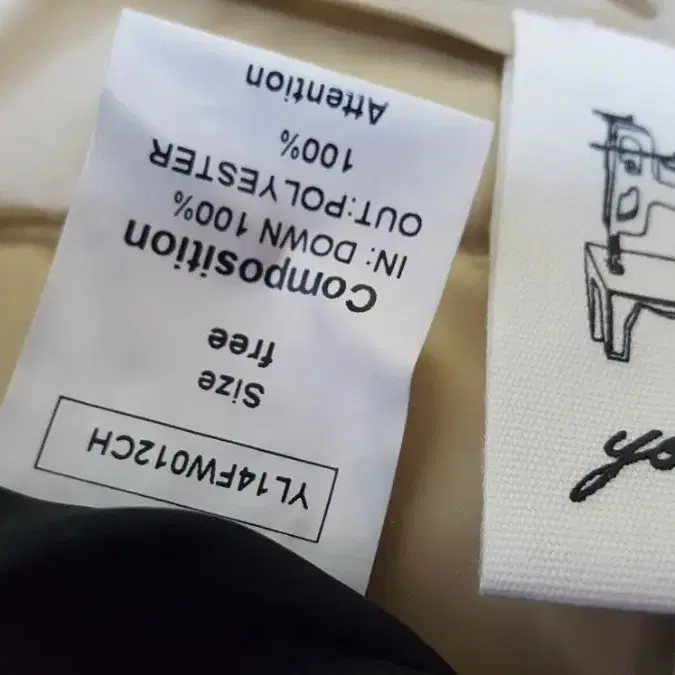 YL14FW012CH
Size
free
Composition
IN: DOWN 100%
OUT:POLYESTER
100%
Attention